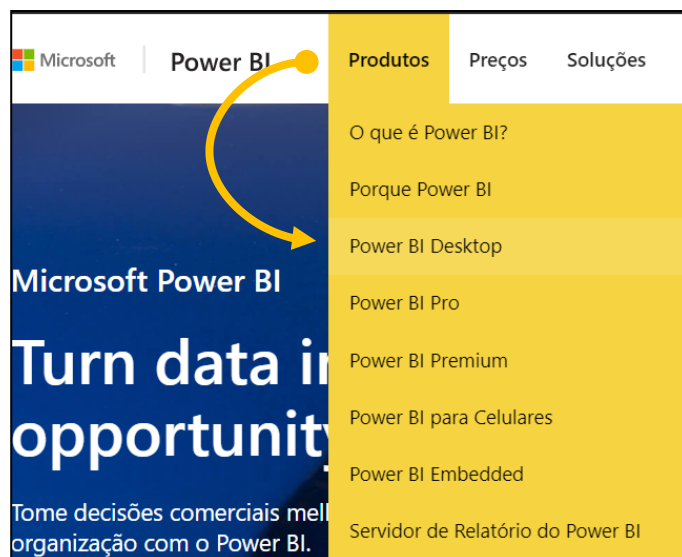 Microsoft
Power BI
Produtos
Preços
Soluções
O que é Power BI?
Porque Power BI
Power BI Desktop
Power BI Pro
Power BI Premium
Power BI para Celulares
Power BI Embedded
Servidor de Relatório do Power BI
Microsoft Power BI
Turn data
opportunit
Tome decisões comerciais
organização com o Power BI.